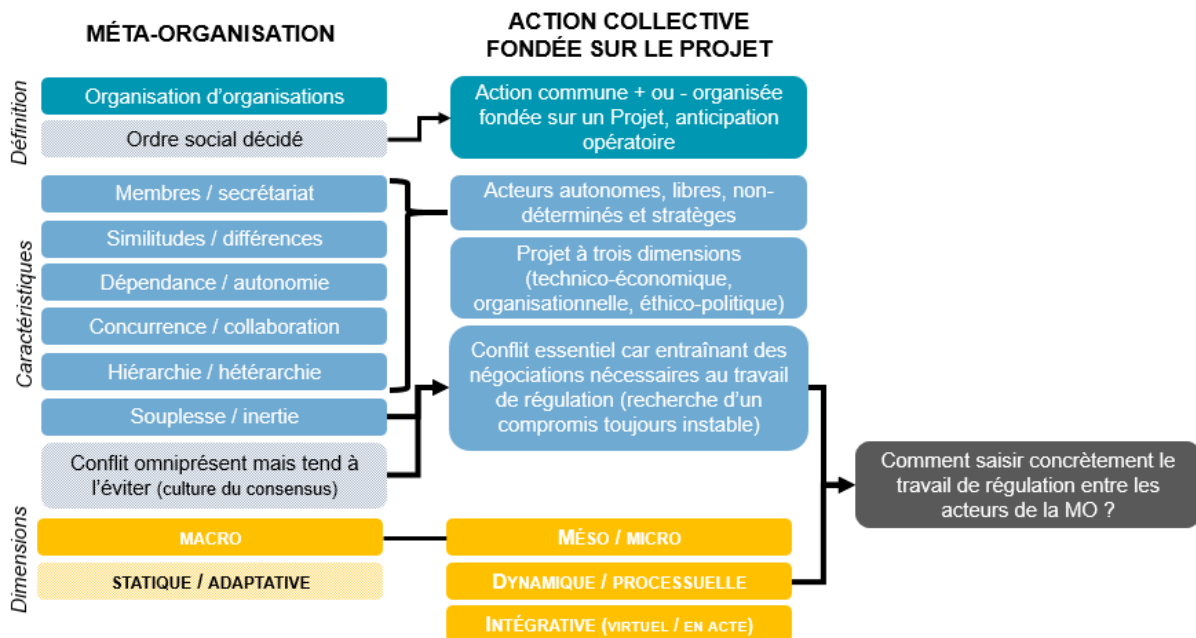 MÉTA-ORGANISATION
ACTION COLLECTIVE
FONDÉE SUR LE PROJET
Définition
Organisation d'organisations
Ordre social décidé
Action commune + ou - organisée
fondée sur un Projet, anticipation
opératoire
Caractéristiques
Membres / secrétariat
Similitudes / différences
Dépendance / autonomie
Concurrence / collaboration
Hiérarchie / hétérarchie
Souplesse / inertie
Conflit omniprésent mais tend à
l'éviter (culture du consensus)
Acteurs autonomes, libres, non-
déterminés et stratèges
Projet à trois dimensions
(technico-économique,
organisationnelle, éthico-politique)
Conflit essentiel car entraînant des
négociations nécessaires au travail
de régulation (recherche d'un
compromis toujours instable)
Comment saisir concrètement le
travail de régulation entre les
acteurs de la MO ?
Dimensions
MACRO
STATIQUE / ADAPTATIVE
MÉSO / MICRO
DYNAMIQUE / PROCESSUELLE
INTÉGRATIVE (VIRTUEL / EN ACTE)